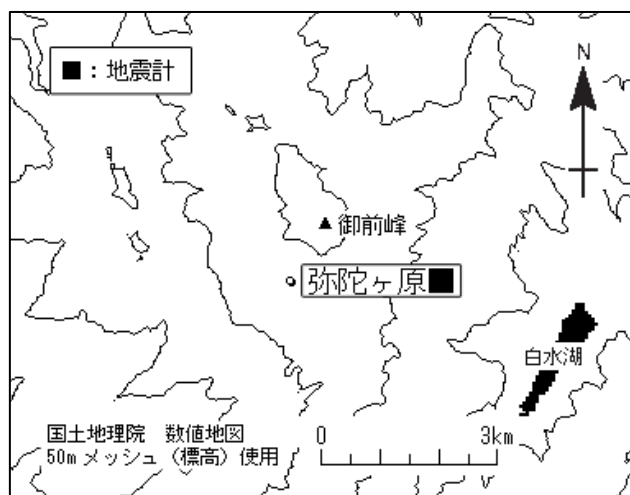 ■：地震計
N
御前峰
弥陀ヶ原■
白水湖
国土地理院　数値地図
50mメッシュ（標高）使用
0 3km